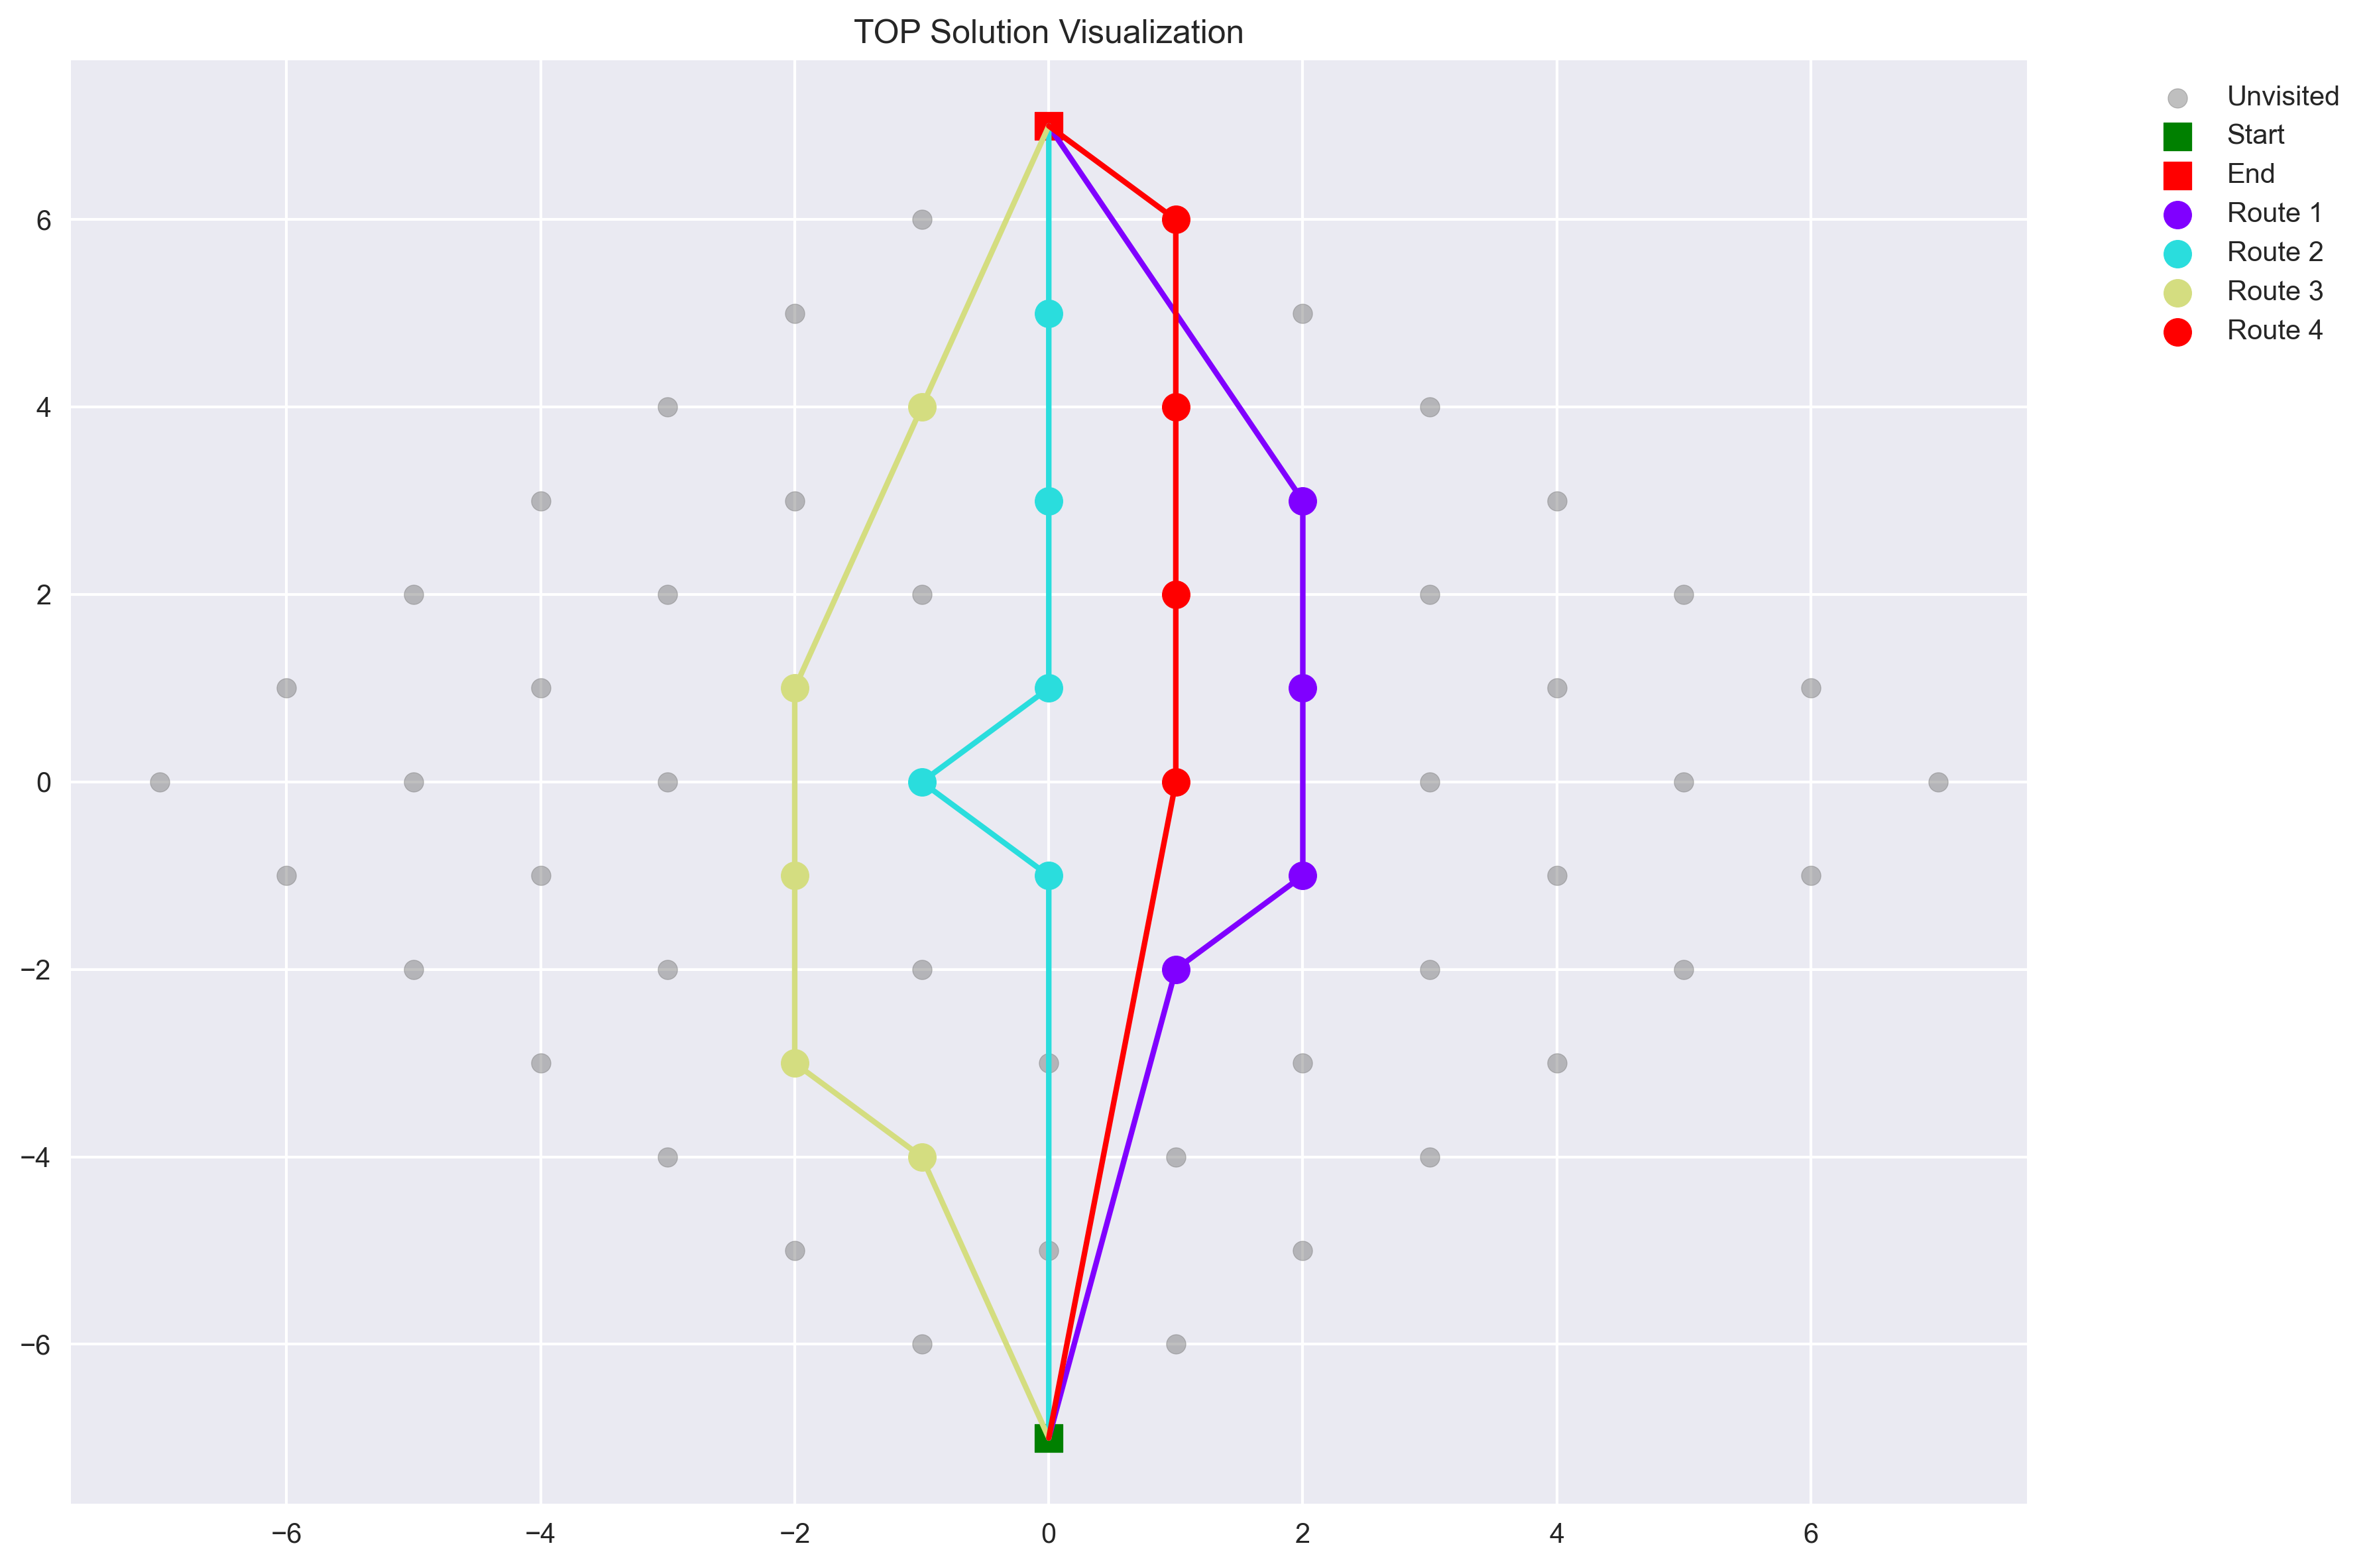 TOP Solution Visualization
Unvisited
Start
End
Route 1
Route 2
Route 3
Route 4
6
4
2
0
−2
−4
−6
−6 −4 −2 0 2 4 6